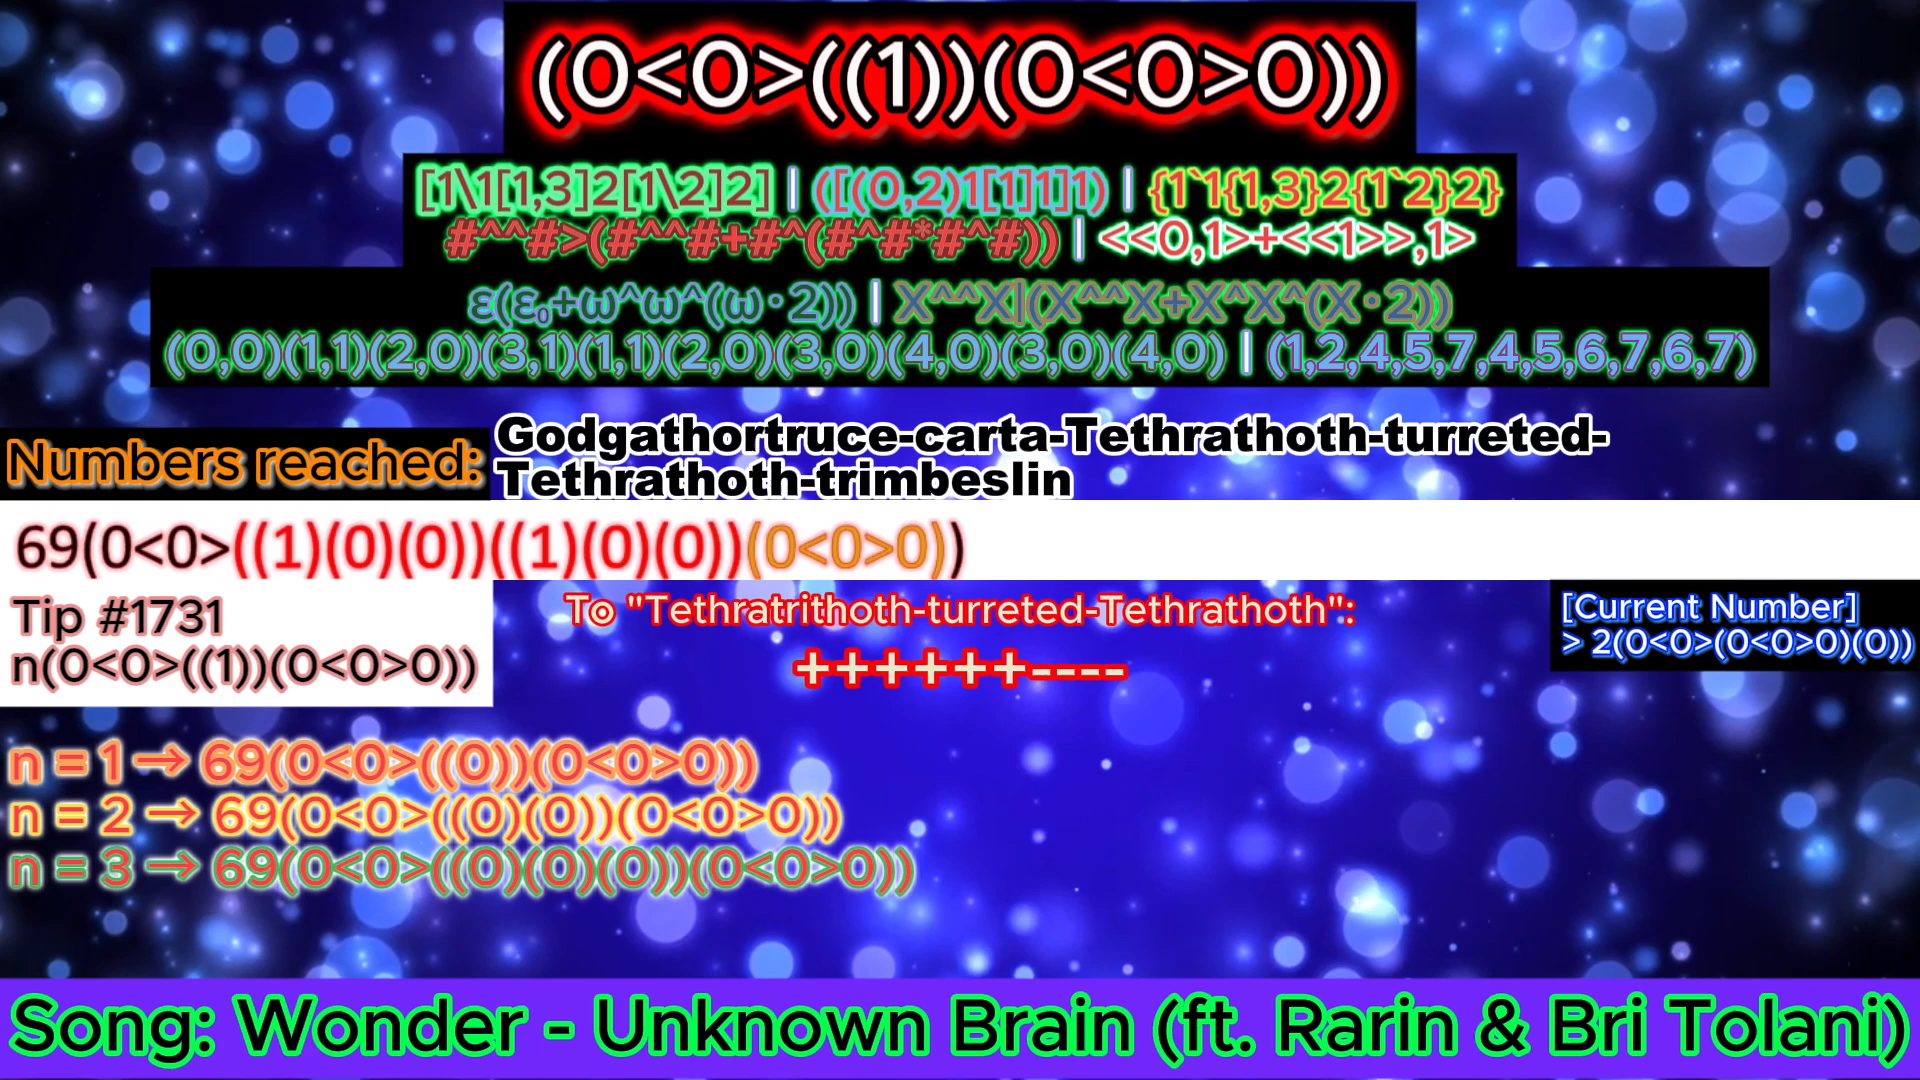 (0<0>((1))(0<0>0))
[1\1[1,3]2[1\2]2] | ([(0,2)1[1]1]1) | {1`1{1,3}2{1`2}2}
#^^#>(#^^#+#^(#^#*#^#)) | <<0,1>+<<1>>,1>
ε(ε₀+ω^ω^(ω·2)) | X^^X|(X^^X+X^X^(X·2))
(0,0)(1,1)(2,0)(3,1)(1,1)(2,0)(3,0)(4,0)(3,0)(4,0) | (1,2,4,5,7,4,5,6,7,6,7)
Numbers reached: Godgathortruce-carta-Tethrathoth-turreted-
Tethrathoth-trimbeslin
69(0<0>((1)(0)(0))((1)(0)(0))(0<0>0))
Tip #1731
n(0<0>((1))(0<0>0))
To "Tethratrithoth-turreted-Tethrathoth":
++++++----
[Current Number]
> 2(0<0>(0<0>0)(0))
n = 1 → 69(0<0>((0))(0<0>0))
n = 2 → 69(0<0>((0)(0))(0<0>0))
n = 3 → 69(0<0>((0)(0)(0))(0<0>0))
Song: Wonder - Unknown Brain (ft. Rarin & Bri Tolani)